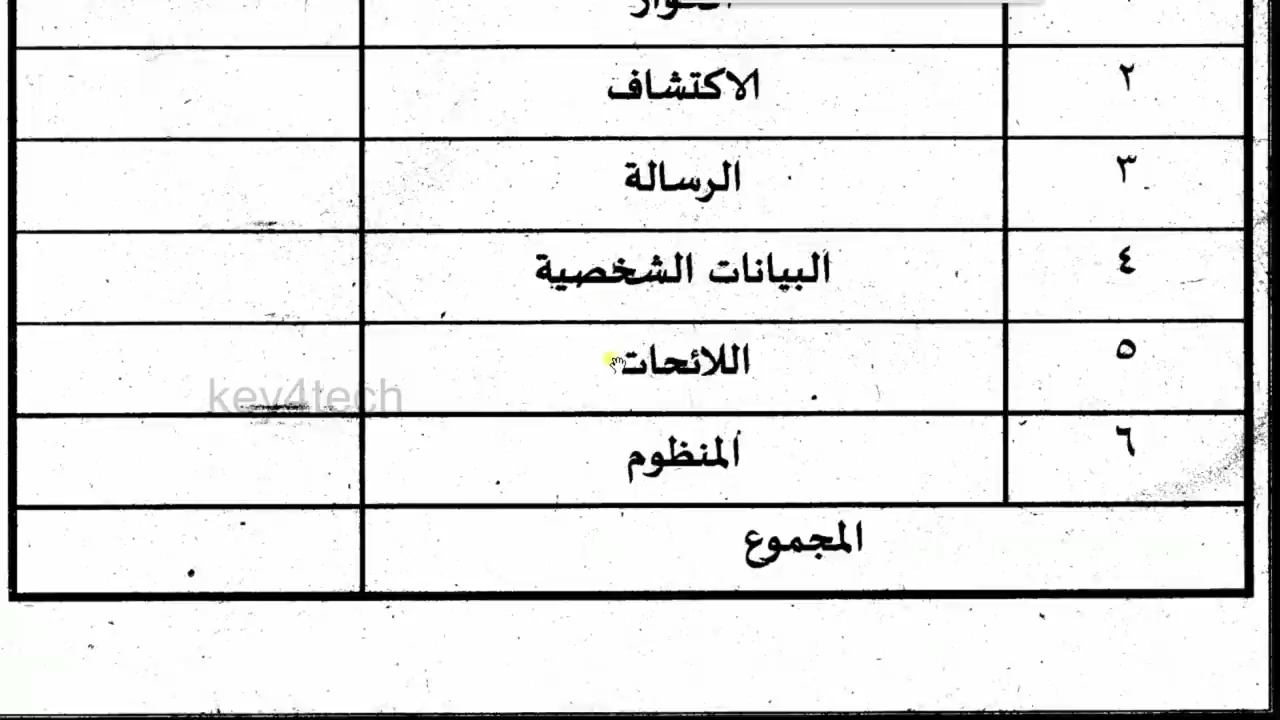 ٢ الاكتشاف
٣ الرسالة
٤ البيانات الشخصية
٥ اللائحات
٦ المنظوم
المجموع
key4tech